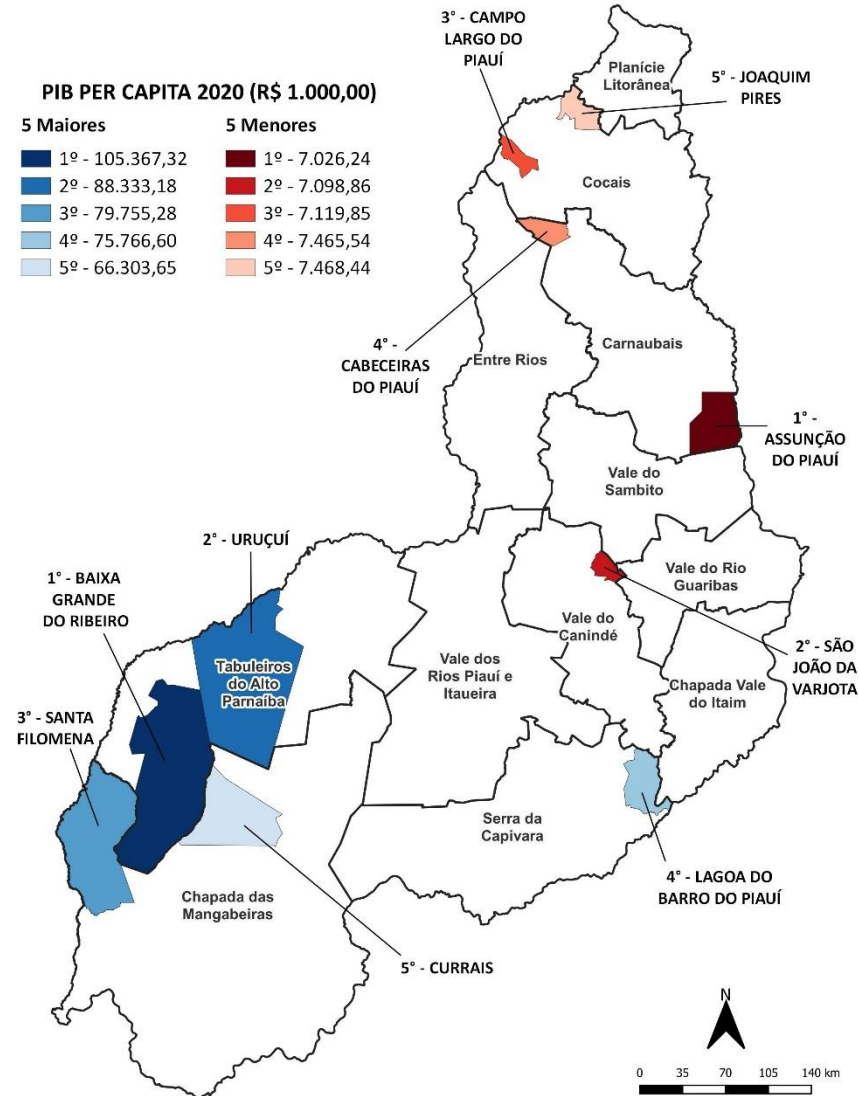 PIB PER CAPITA 2020 (R$ 1.000,00)
5 Maiores
1º - 105.367,32
2º - 88.333,18
3º - 79.755,28
4º - 75.766,60
5º - 66.303,65
5 Menores
1º - 7.026,24
2º - 7.098,86
3º - 7.119,85
4º - 7.465,54
5º - 7.468,44
3° - CAMPO
LARGO DO
PIAUÍ
Planície
Litorânea
5° - JOAQUIM
PIRES
Cocais
4° -
CABECEIRAS
DO PIAUÍ
Entre Rios
Carnaubais
1° -
ASSUNÇÃO
DO PIAUÍ
Vale do
Sambito
2° - URUÇUÍ
1° - BAIXA
GRANDE
DO RIBEIRO
Vale do Rio
Guaribas
Vale do
Canindé
Vale dos
Rios Piauí e
Itaueira
2° - SÃO
JOÃO DA
VARJOTA
Tabuleiros
do Alto
Parnaíba
Chapada Vale
do Itaim
3° - SANTA
FILOMENA
Serra da
Capivara
4° - LAGOA DO
BARRO DO PIAUÍ
Chapada das
Mangabeiras
5° - CURRAIS
N
0 35 70 105 140 km